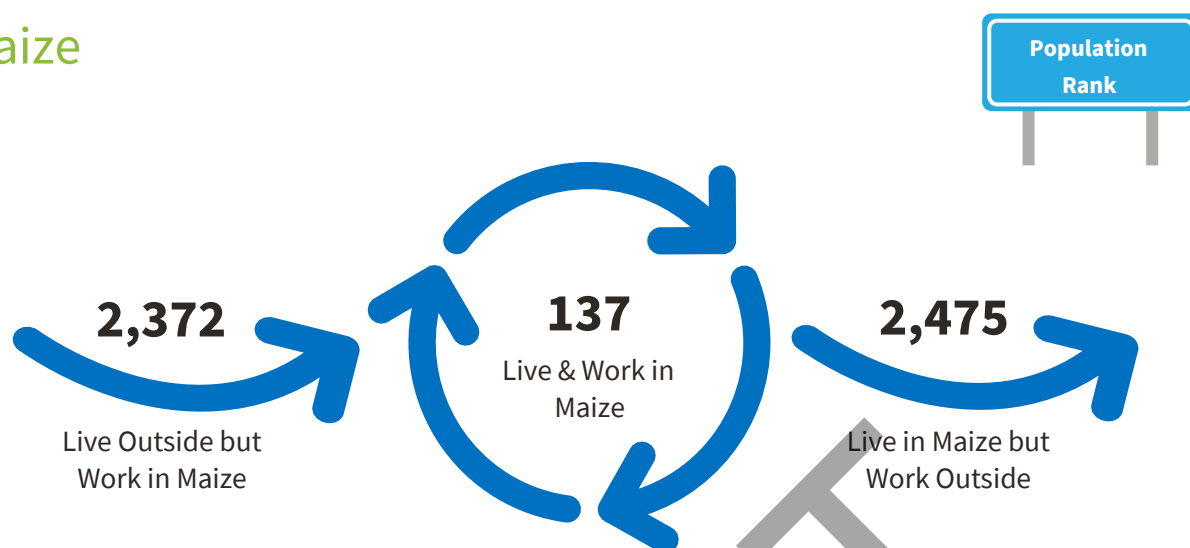 aize
Population
Rank
2,372
Live Outside but
Work in Maize
137
Live & Work in
Maize
2,475
Live in Maize but
Work Outside